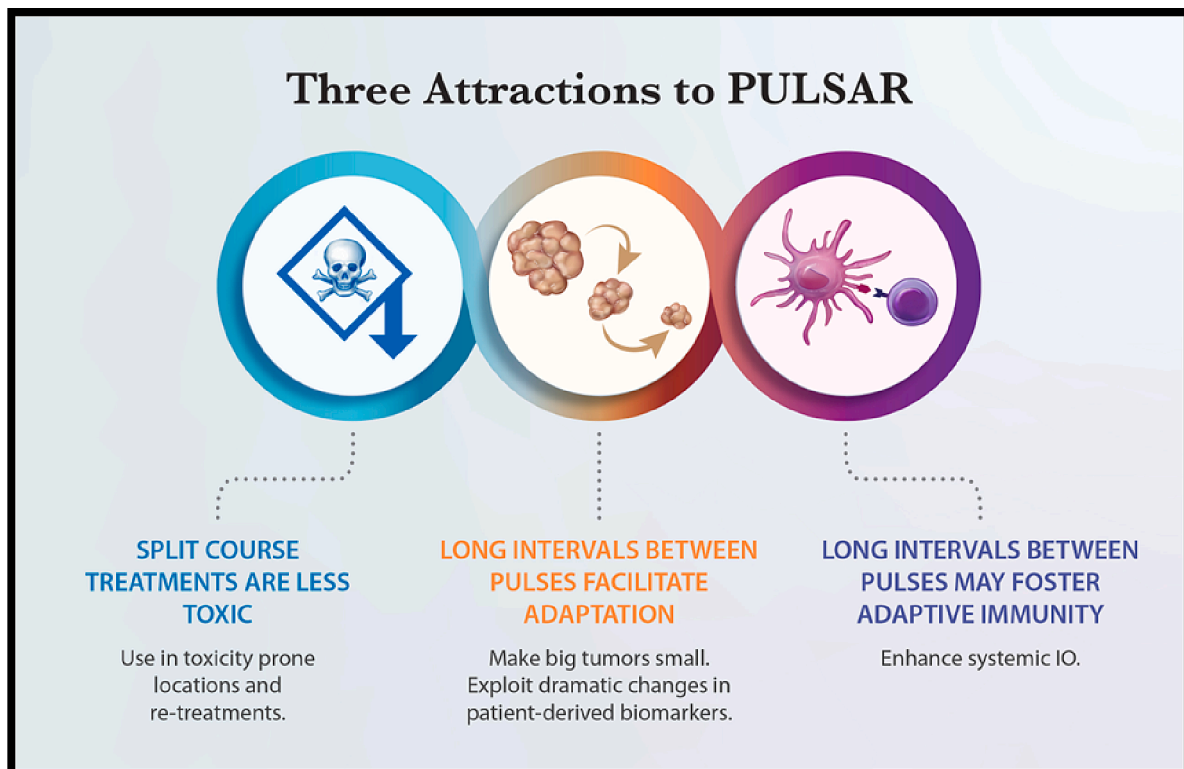 Three Attractions to PULSAR
SPLIT COURSE
TREATMENTS ARE LESS
TOXIC
Use in toxicity prone
locations and
re-treatments.
LONG INTERVALS BETWEEN
PULSES FACILITATE
ADAPTATION
Make big tumors small.
Exploit dramatic changes in
patient-derived biomarkers.
LONG INTERVALS BETWEEN
PULSES MAY FOSTER
ADAPTIVE IMMUNITY
Enhance systemic IO.